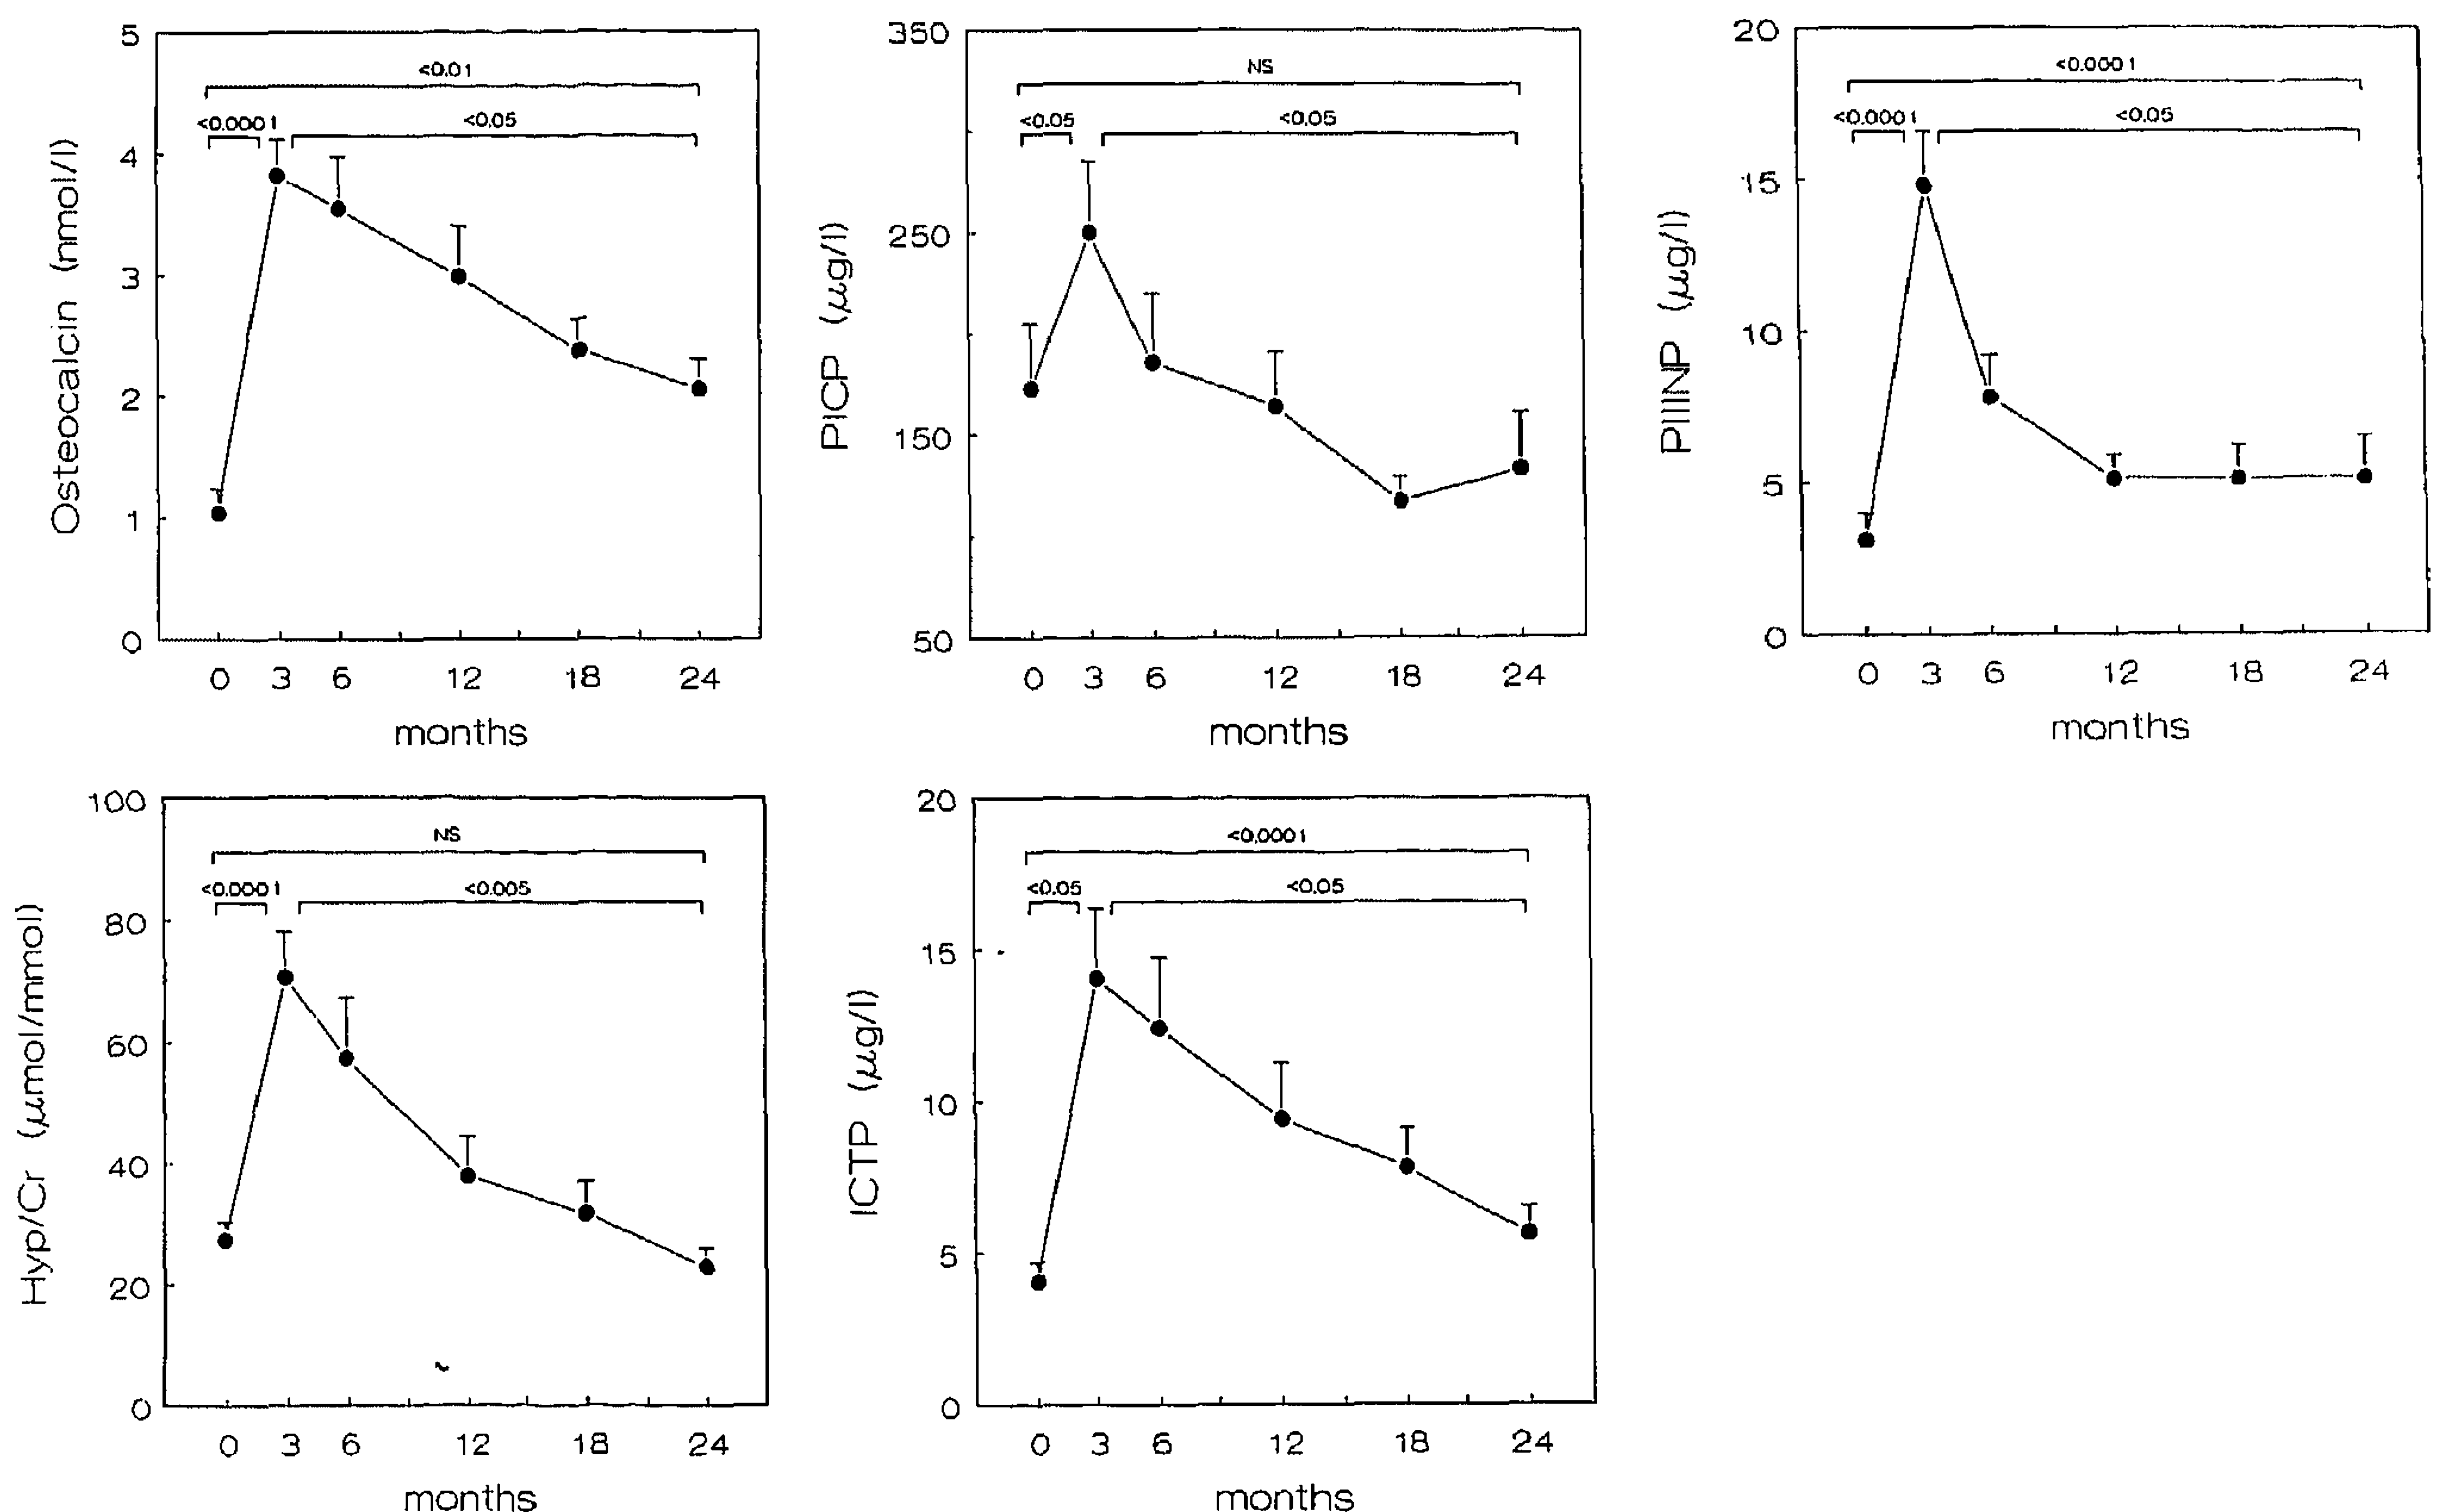 Osteocalcin (nmol/l)
5
4
3
2
1
0
<0.01
<0.0001 <0.05
0 3 6 12 18 24
months
PICP (μg/l)
350
250
150
50
NS
<0.05 <0.05
0 3 6 12 18 24
months
PIIINP (μg/l)
20
15
10
5
0
<0.0001
<0.0001 <0.05
0 3 6 12 18 24
months
Hyp/Cr (μmol/mmol)
100
80
60
40
20
0
NS
<0.0001 <0.005
0 3 6 12 18 24
months
ICTP (μg/l)
20
15
10
5
0
<0.0001
<0.05 <0.05
0 3 6 12 18 24
months